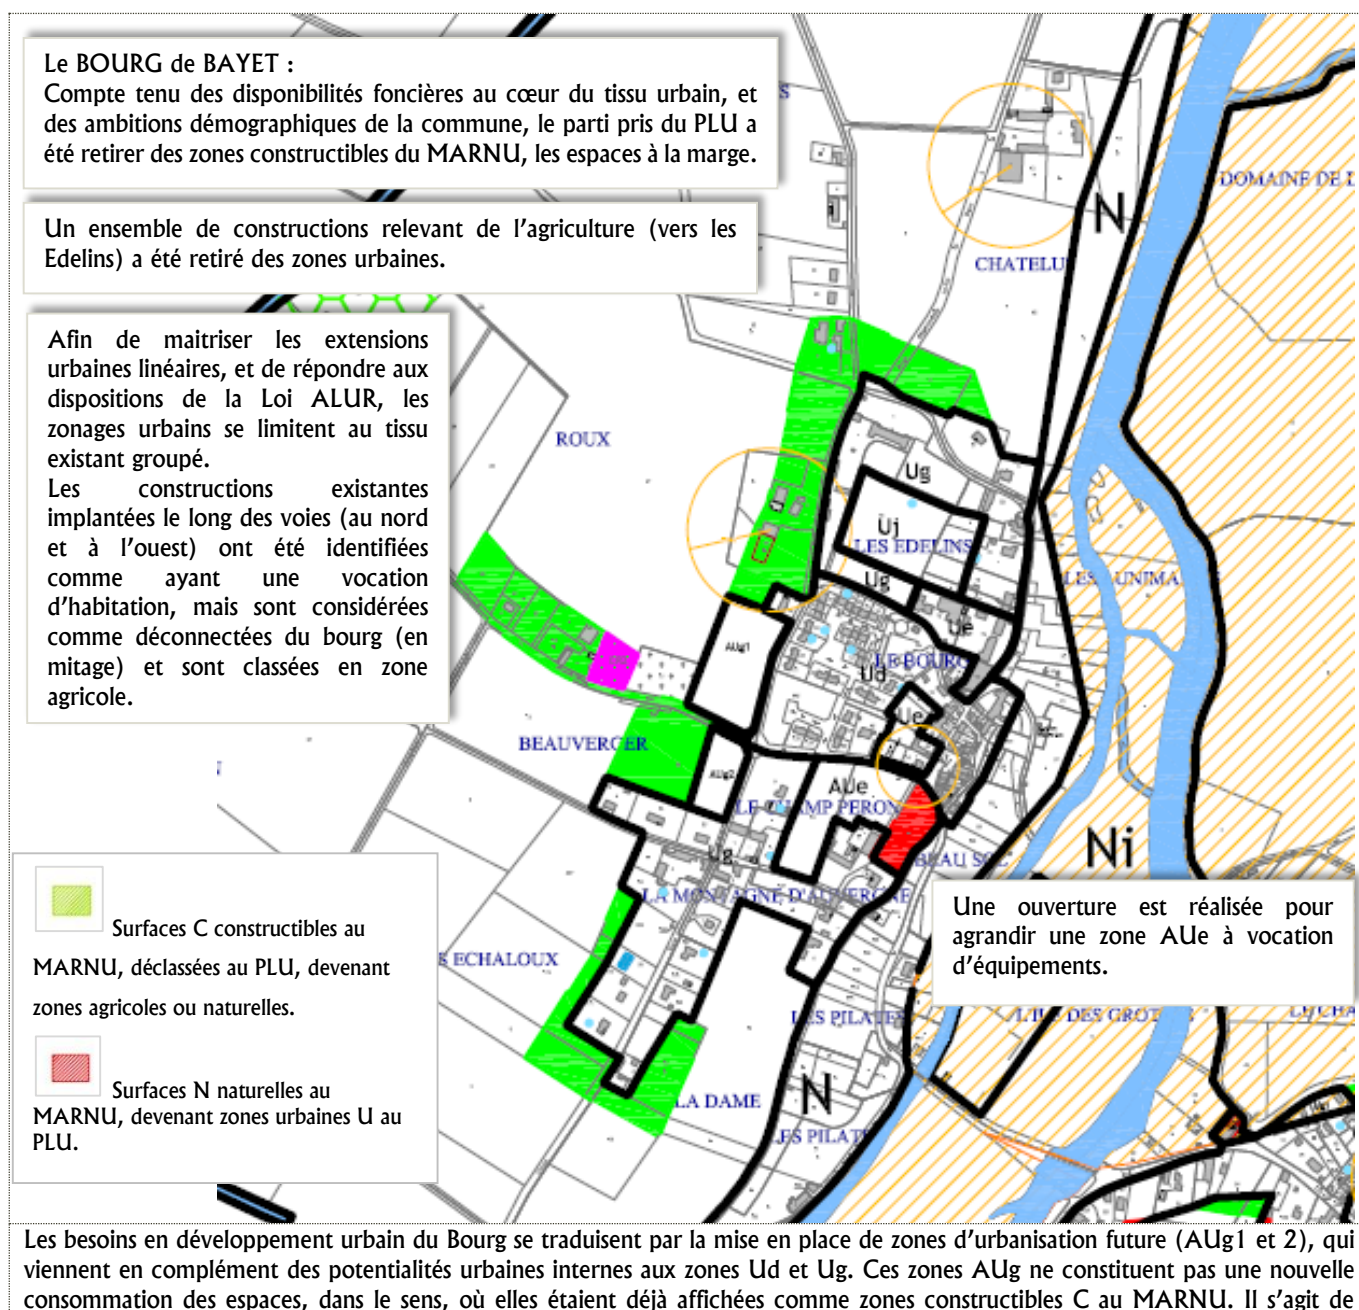 Le BOURG de BAYET :
Compte tenu des disponibilités foncières au cœur du tissu urbain, et
des ambitions démographiques de la commune, le parti pris du PLU a
été retirer des zones constructibles du MARNU, les espaces à la marge.
Un ensemble de constructions relevant de l'agriculture (vers les
Edelins) a été retiré des zones urbaines.
Afin de maitriser les extensions
urbaines linéaires, et de répondre aux
dispositions de la Loi ALUR, les
zonages urbains se limitent au tissu
existant groupé.
Les constructions existantes
implantées le long des voies (au nord
et à l'ouest) ont été identifiées
comme ayant une vocation
d'habitation, mais sont considérées
comme déconnectées du bourg (en
mitage) et sont classées en zone
agricole.
DOMAINE DE
N
CHATELU
ROUX
Ug
Uj
LES EDELINS
Ug
Ue
AUg1
LE BOURG
Ud
Ue
BEAUVERGER
AUg2
AUe
LE CHAMP PERON
Ug
BEAU SOL
Ni
LA MONTAGNE D'AUVERGNE
ECHALOUX
LES PILATES
L'ILE DES GROT
LA DAME
N
LES PILAT
Surfaces C constructibles au
MARNU, déclassées au PLU, devenant
zones agricoles ou naturelles.
Surfaces N naturelles au
MARNU, devenant zones urbaines U au
PLU.
Une ouverture est réalisée pour
agrandir une zone AUe à vocation
d'équipements.
Les besoins en développement urbain du Bourg se traduisent par la mise en place de zones d'urbanisation future (AUg1 et 2), qui
viennent en complément des potentialités urbaines internes aux zones Ud et Ug. Ces zones AUg ne constituent pas une nouvelle
consommation des espaces, dans le sens, où elles étaient déjà affichées comme zones constructibles C au MARNU. Il s'agit de